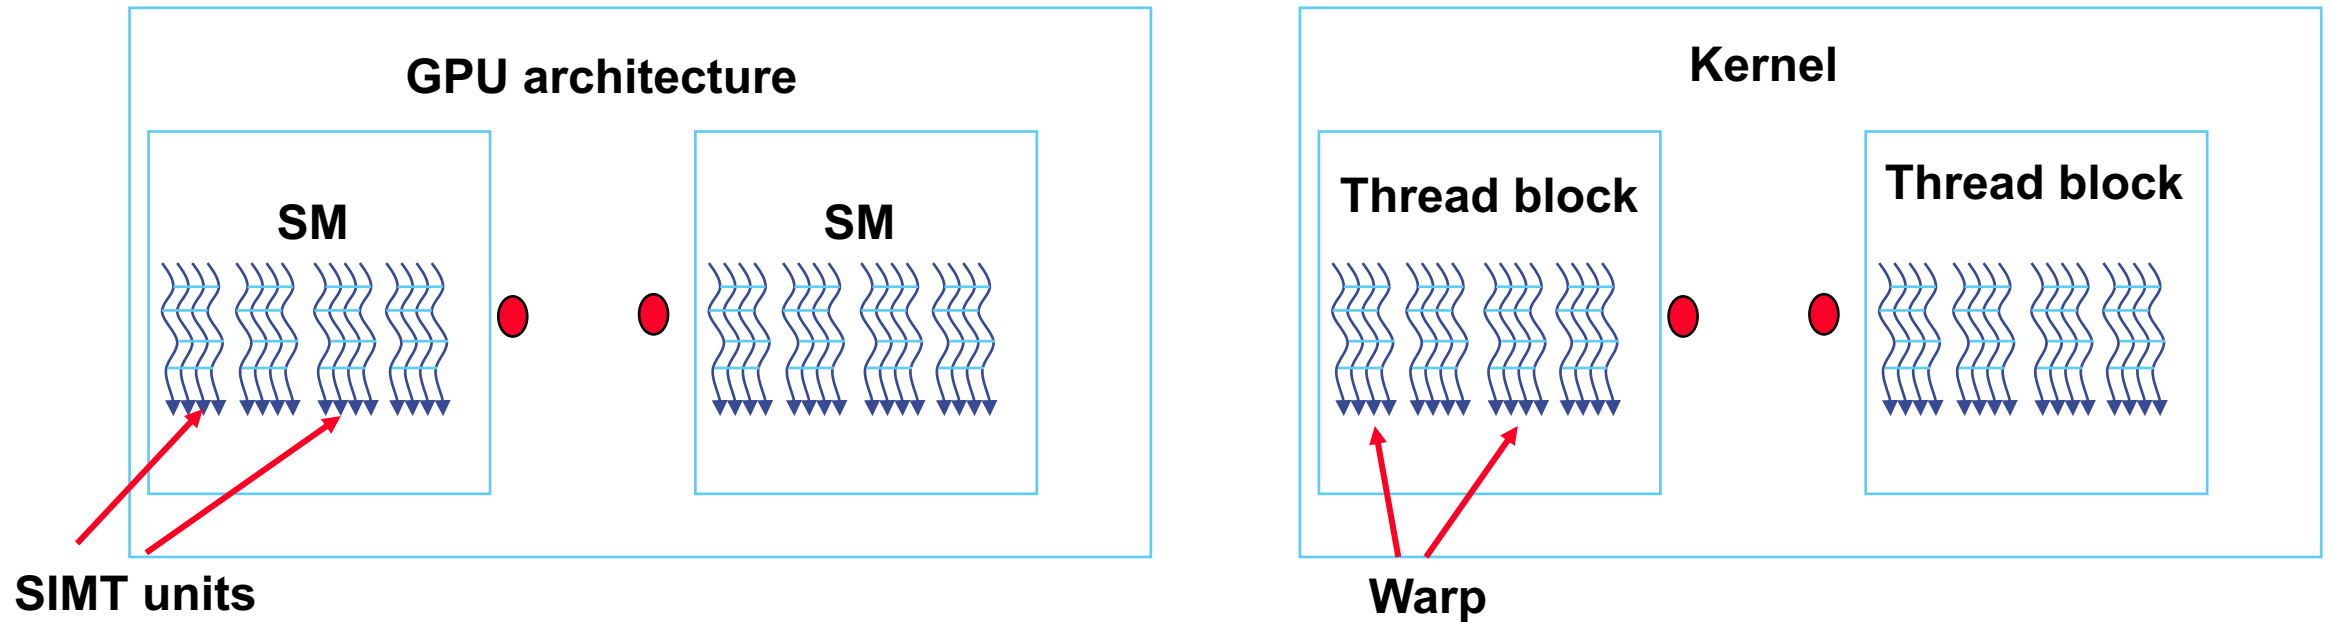 GPU architecture
SM
SM
SIMT units
Kernel
Thread block
Thread block
Warp